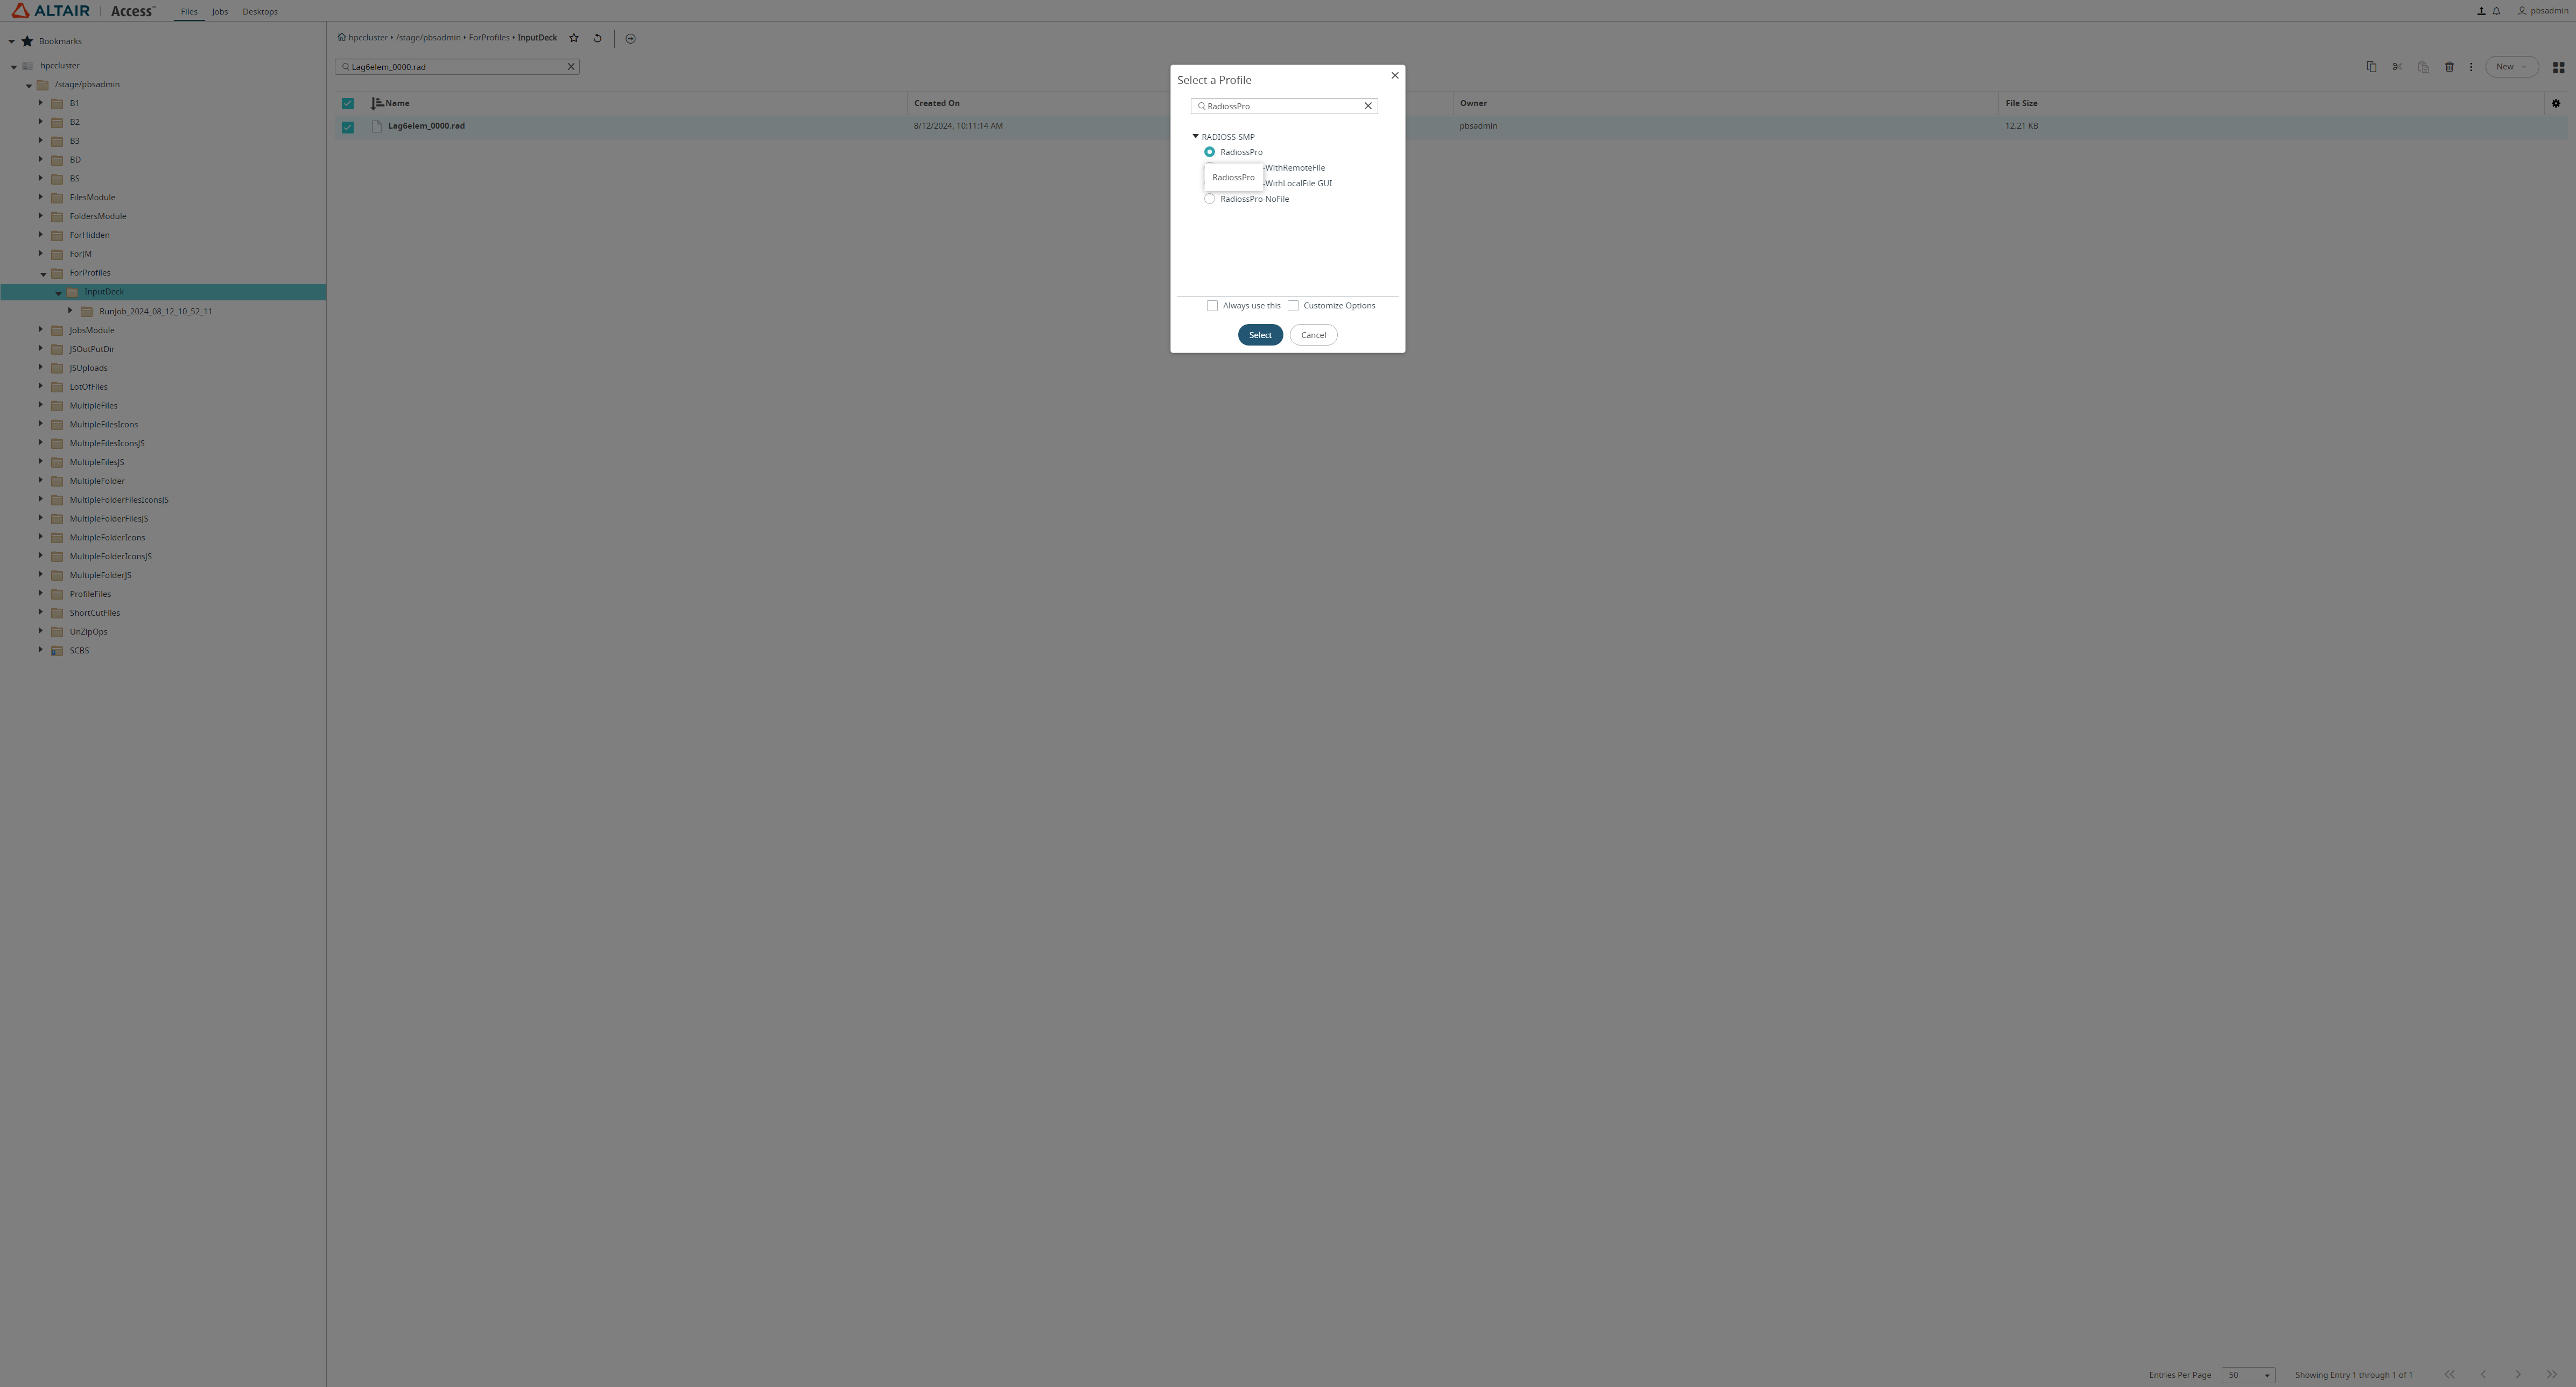 ALTAIR | Access™ Files Jobs Desktops pbsadmin
Bookmarks
hpccluster
/stage/pbsadmin
B1
B2
B3
BD
BS
FilesModule
FoldersModule
ForHidden
ForJM
ForProfiles
InputDeck
RunJob_2024_08_12_10_52_11
JobsModule
JSOutPutDir
JSUploads
LotOfFiles
MultipleFiles
MultipleFilesIcons
MultipleFilesIconsJS
MultipleFilesJS
MultipleFolder
MultipleFolderFilesIconsJS
MultipleFolderFilesJS
MultipleFolderIcons
MultipleFolderIconsJS
MultipleFolderJS
ProfileFiles
ShortCutFiles
UnZipOps
SCBS
hpccluster /stage/pbsadmin ForProfiles InputDeck
Lag6elem_0000.rad
New
Name Created On Owner File Size
Lag6elem_0000.rad 8/12/2024, 10:11:14 AM pbsadmin 12.21 KB
Select a Profile
RadiossPro
RADIOSS-SMP
RadiossPro
-WithRemoteFile
RadiossPro
-WithLocalFile GUI
RadiossPro-NoFile
Always use this Customize Options
Select Cancel
Entries Per Page 50 Showing Entry 1 through 1 of 1